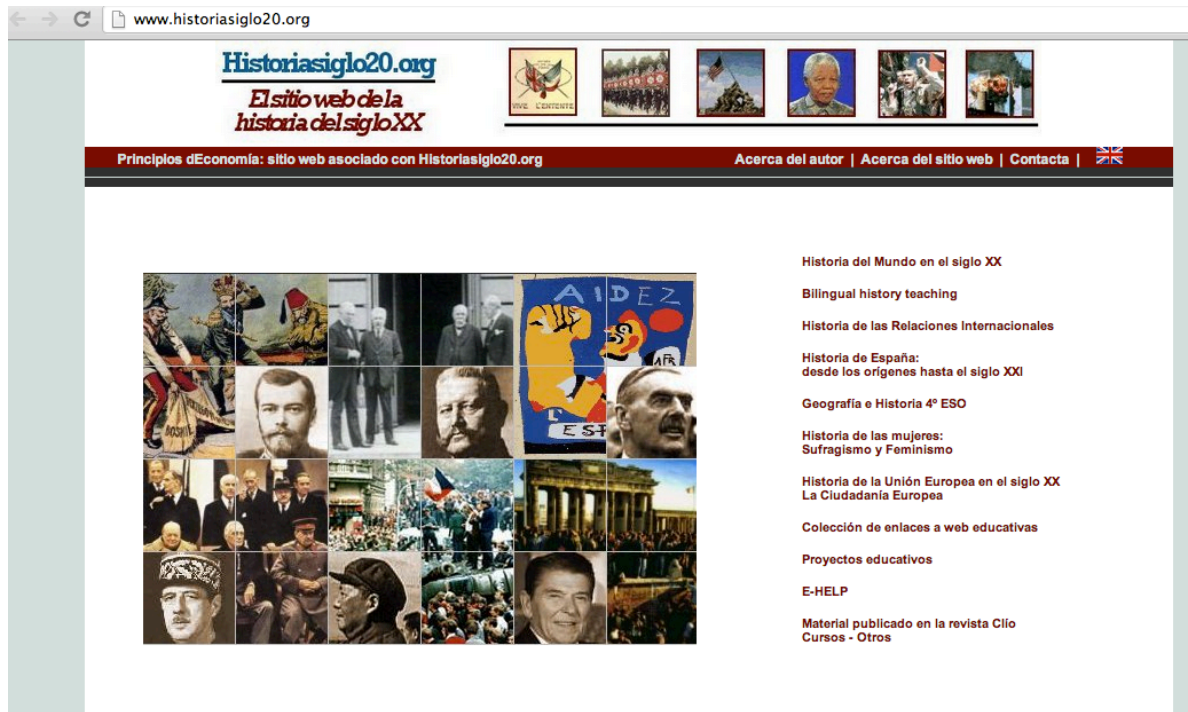 www.historiasiglo20.org
Historiasiglo20.org
El sitio web de la
historia del siglo XX
VIVE L'ENTENTE
Principios dEconomía: sitio web asociado con Historiasiglo20.org
Acerca del autor | Acerca del sitio web | Contacta |
Historia del Mundo en el siglo XX
Bilingual history teaching
Historia de las Relaciones Internacionales
Historia de España:
desde los orígenes hasta el siglo XXI
Geografía e Historia 4º ESO
Historia de las mujeres:
Sufragismo y Feminismo
Historia de la Unión Europea en el siglo XX
La Ciudadanía Europea
Colección de enlaces a web educativas
Proyectos educativos
E-HELP
Material publicado en la revista Clío
Cursos - Otros
AIDEZ
L'
ESP